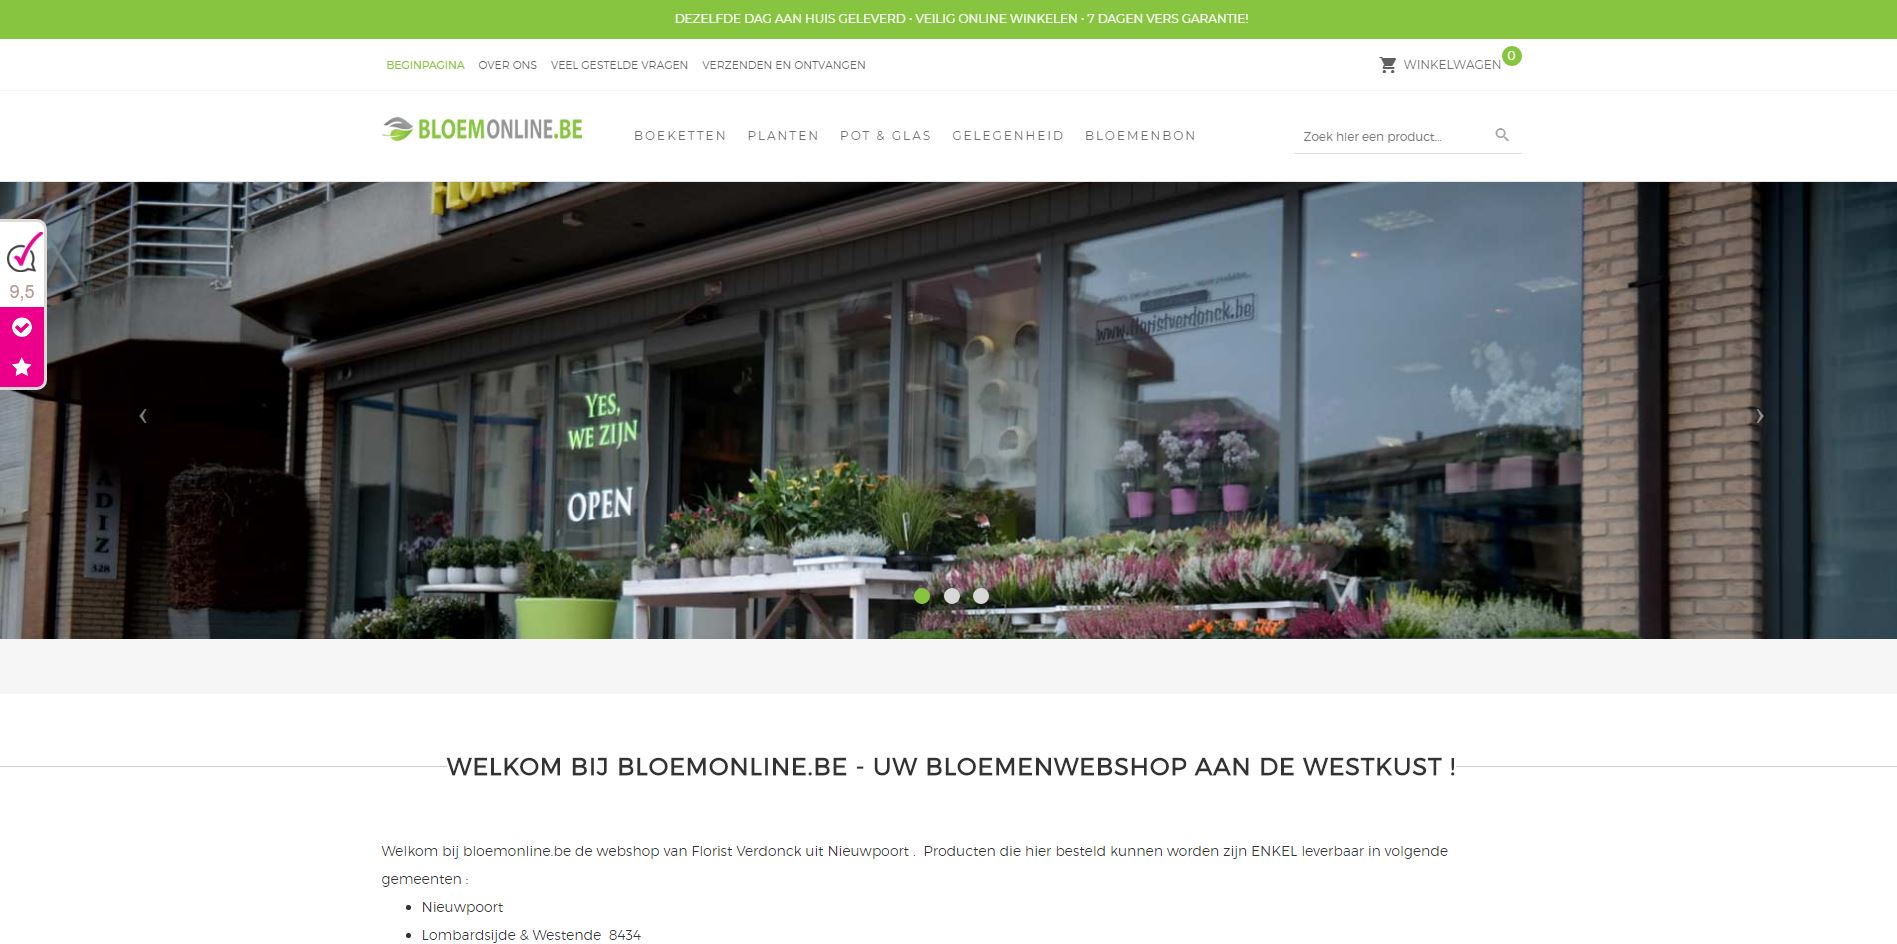 DEZELFDE DAG AAN HUIS GELEVERD • VEILIG ONLINE WINKELEN • 7 DAGEN VERS GARANTIE!
BEGINPAGINA OVER ONS VEEL GESTELDE VRAGEN VERZENDEN EN ONTVANGEN WINKELWAGEN 0
BLOEMONLINE.BE BOEKETTEN PLANTEN POT & GLAS GELEGENHEID BLOEMENBON Zoek hier een product...
9,5
www.floristverdonck.be
YES,
WE ZIJN
OPEN
ADIZ
328
WELKOM BIJ BLOEMONLINE.BE - UW BLOEMENWEBSHOP AAN DE WESTKUST !
Welkom bij bloemonline.be de webshop van Florist Verdonck uit Nieuwpoort . Producten die hier besteld kunnen worden zijn ENKEL leverbaar in volgende
gemeenten :
• Nieuwpoort
• Lombardsijde & Westende 8434